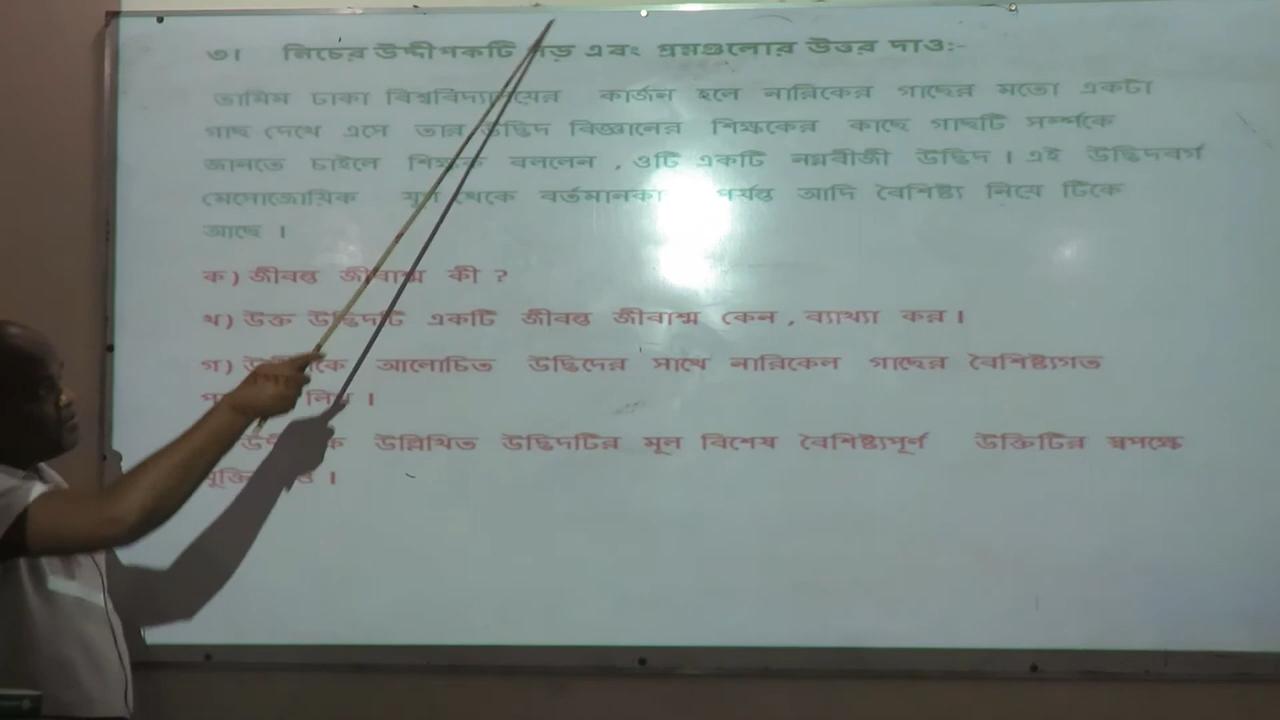 ৩। নিচের উদ্দীপকটি পড় এবং প্রশ্নগুলোর উত্তর দাও:-
তামিম ঢাকা বিশ্ববিদ্যালয়ের কার্জন হলে নারিকের গাছের মতো একটা
গাছ দেখে এসে তার উদ্ভিদ বিজ্ঞানের শিক্ষকের কাছে গাছটি সর্ম্পকে
জানতে চাইলে শিক্ষক বললেন , ওটি একটি নগ্নবীজী উদ্ভিদ । এই উদ্ভিদবর্গ
মেসোজোয়িক যুগ থেকে বর্তমানকা পর্যন্ত আদি বৈশিষ্ট্য নিয়ে টিকে
আছে ।
ক) জীবন্ত জীবাশ্ম কী ?
খ) উক্ত উদ্ভিদটি একটি জীবন্ত জীবাশ্ম কেন , ব্যাখ্যা কর ।
গ) আলোচিত উদ্ভিদের সাথে নারিকেল গাছের বৈশিষ্ট্যগত
লিখ ।
উল্লিখিত উদ্ভিদটির মূল বিশেষ বৈশিষ্ট্যপূর্ণ উক্তিটির স্বপক্ষে
যুক্তি ।